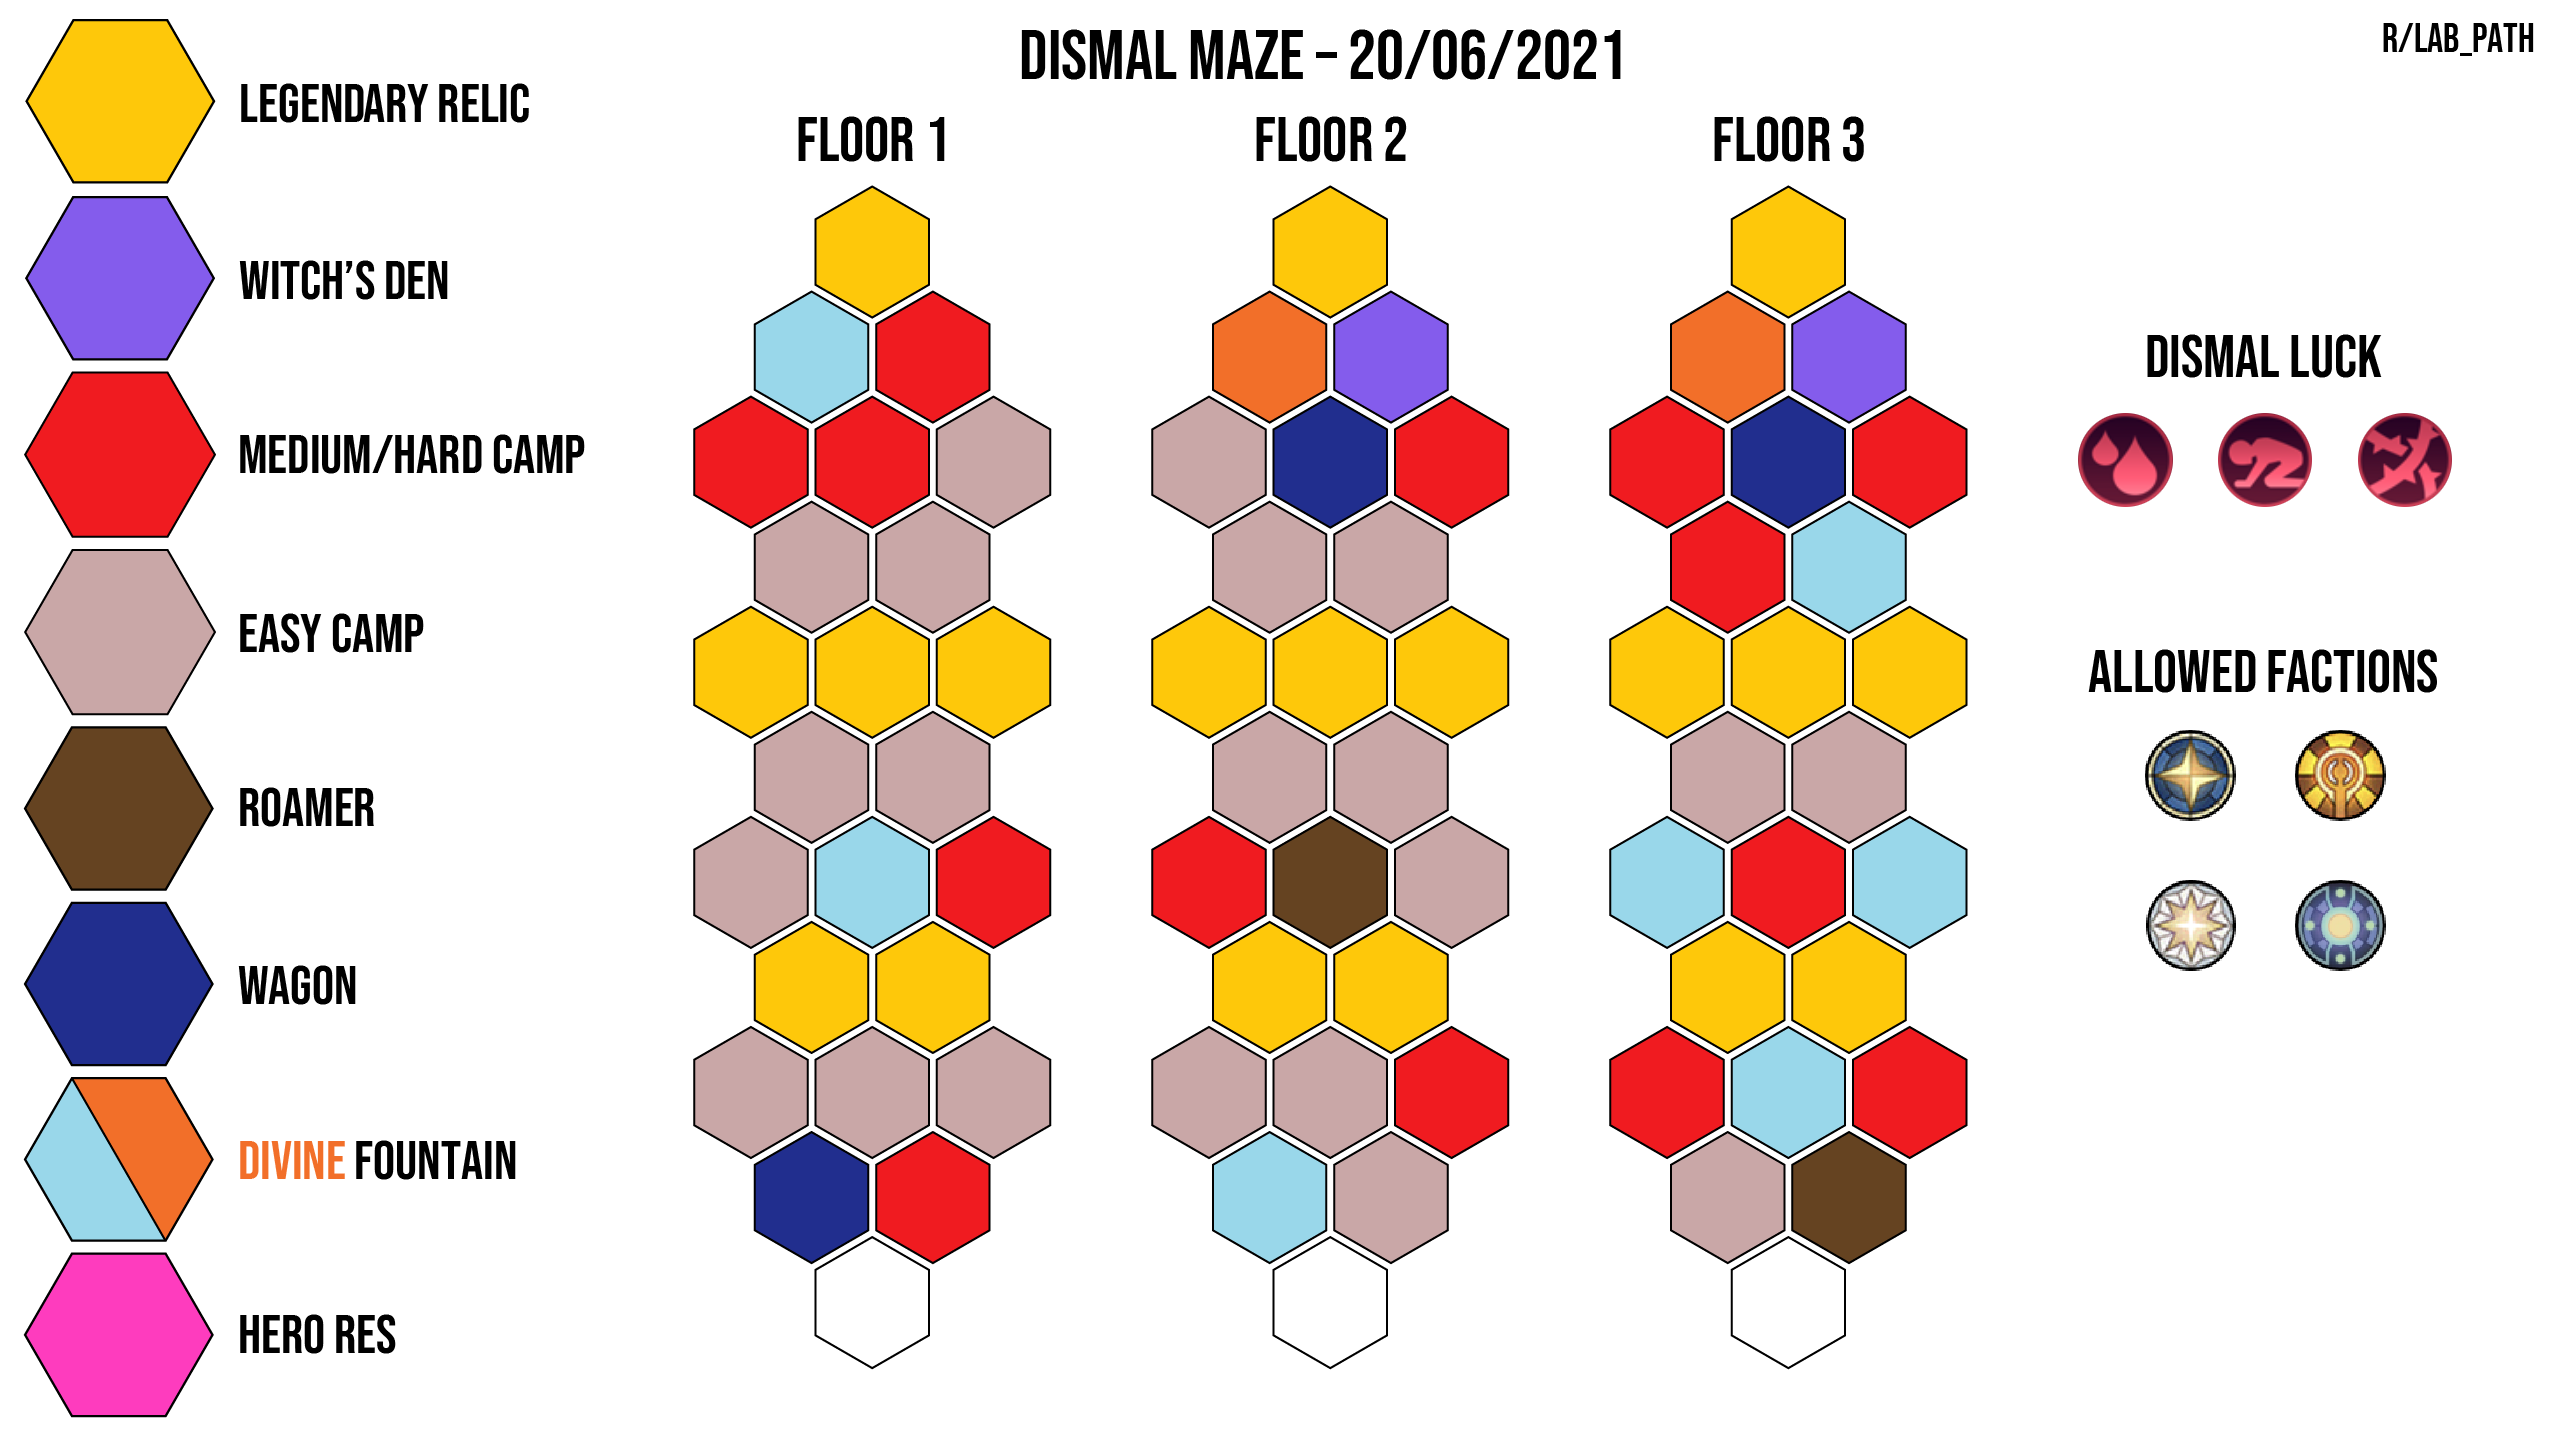 DISMAL MAZE – 20/06/2021
R/LAB_PATH
LEGENDARY RELIC
WITCH'S DEN
MEDIUM/HARD CAMP
EASY CAMP
ROAMER
WAGON
DIVINE FOUNTAIN
HERO RES
FLOOR 1
FLOOR 2
FLOOR 3
DISMAL LUCK
ALLOWED FACTIONS